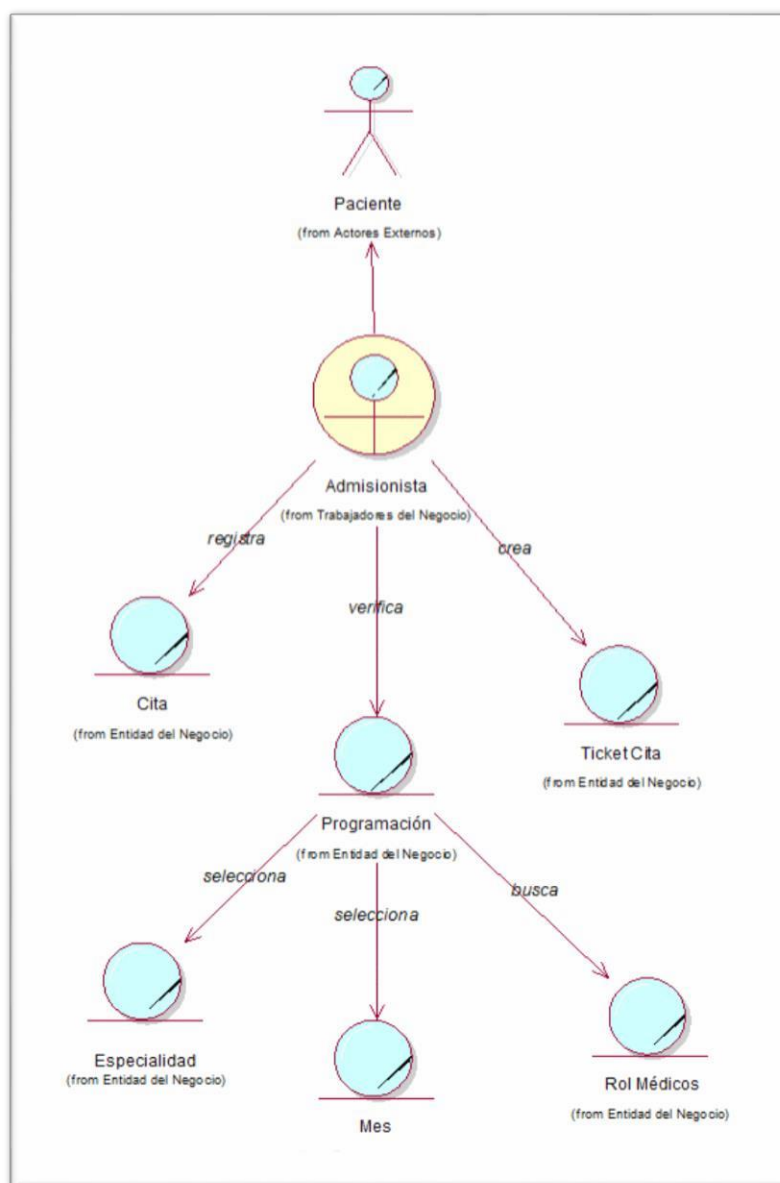 Paciente
(from Actores Externos)
Admisionista
(from Trabajadores del Negocio)
registra
crea
verifica
Cita
(from Entidad del Negocio)
Ticket Cita
(from Entidad del Negocio)
Programación
(from Entidad del Negocio)
selecciona
busca
selecciona
Especialidad
(from Entidad del Negocio)
Rol Médicos
(from Entidad del Negocio)
Mes